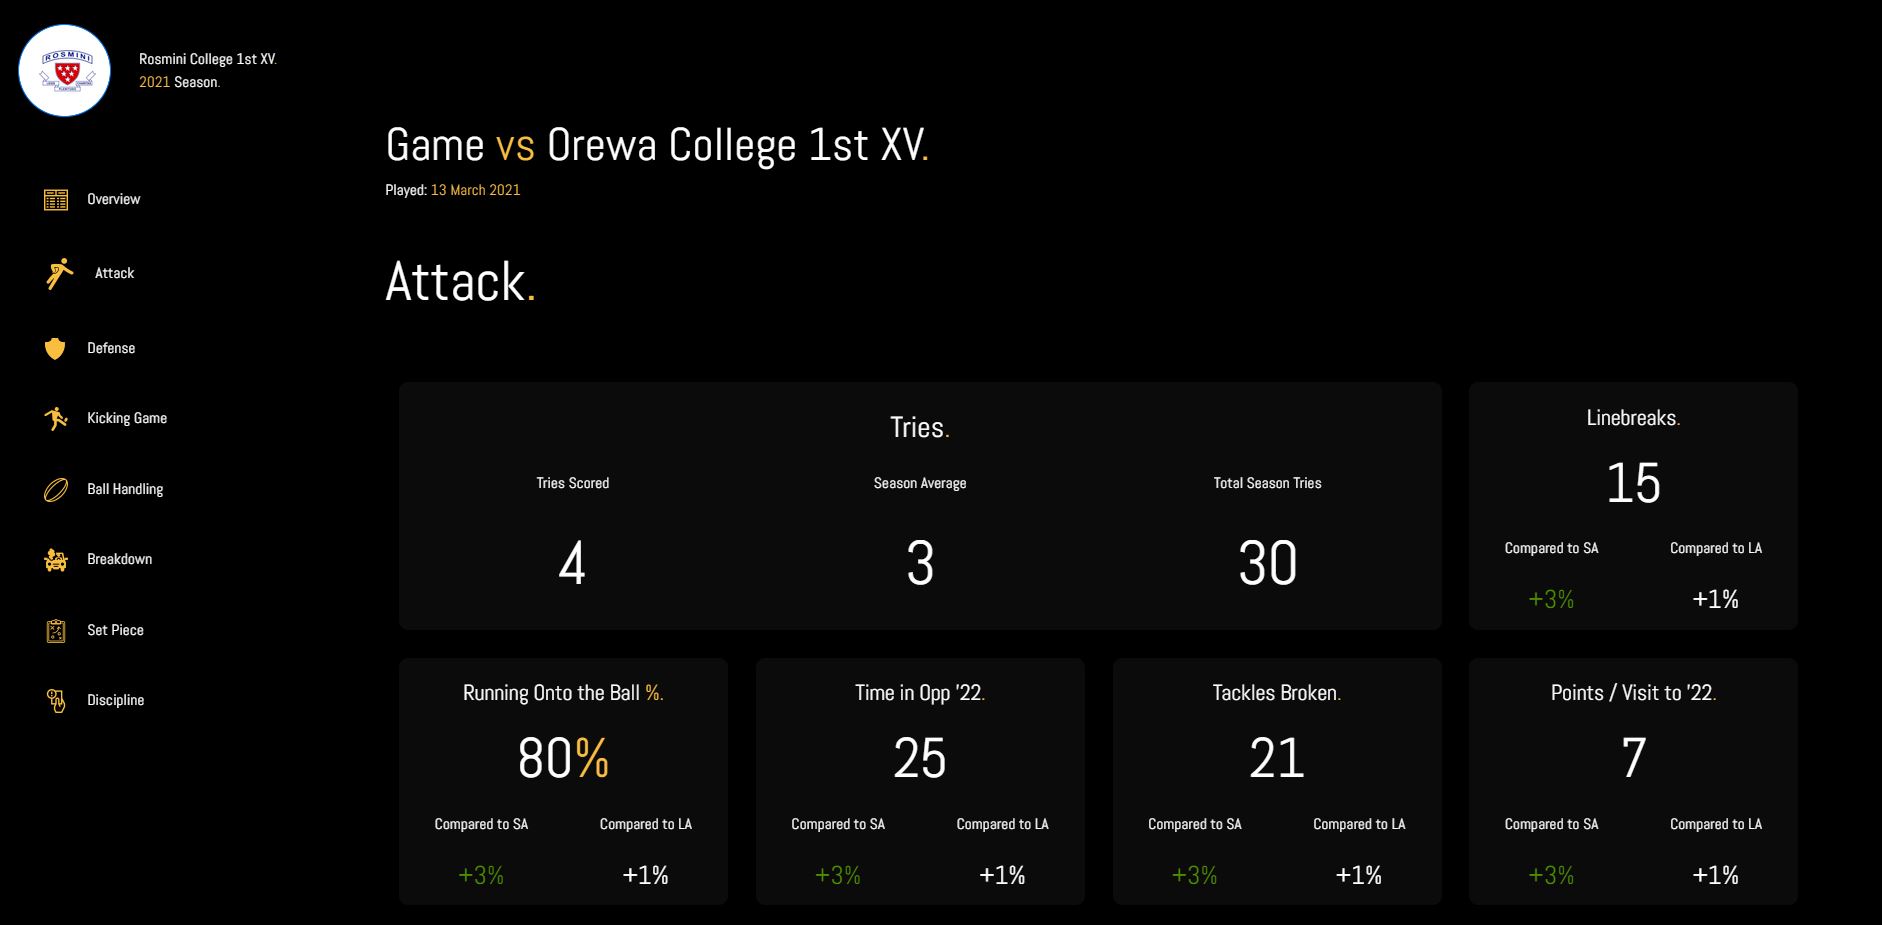 ROSMINI
Rosmini College 1st XV.
2021 Season.
Overview
Attack
Defense
Kicking Game
Ball Handling
Breakdown
Set Piece
Discipline
Game vs Orewa College 1st XV.
Played: 13 March 2021
Attack.
Tries.
Tries Scored
Season Average
Total Season Tries
4
3
30
Linebreaks.
15
Compared to SA
Compared to LA
+3%
+1%
Running Onto the Ball %.
80%
Compared to SA
Compared to LA
+3%
+1%
Time in Opp '22.
25
Compared to SA
Compared to LA
+3%
+1%
Tackles Broken.
21
Compared to SA
Compared to LA
+3%
+1%
Points / Visit to '22.
7
Compared to SA
Compared to LA
+3%
+1%